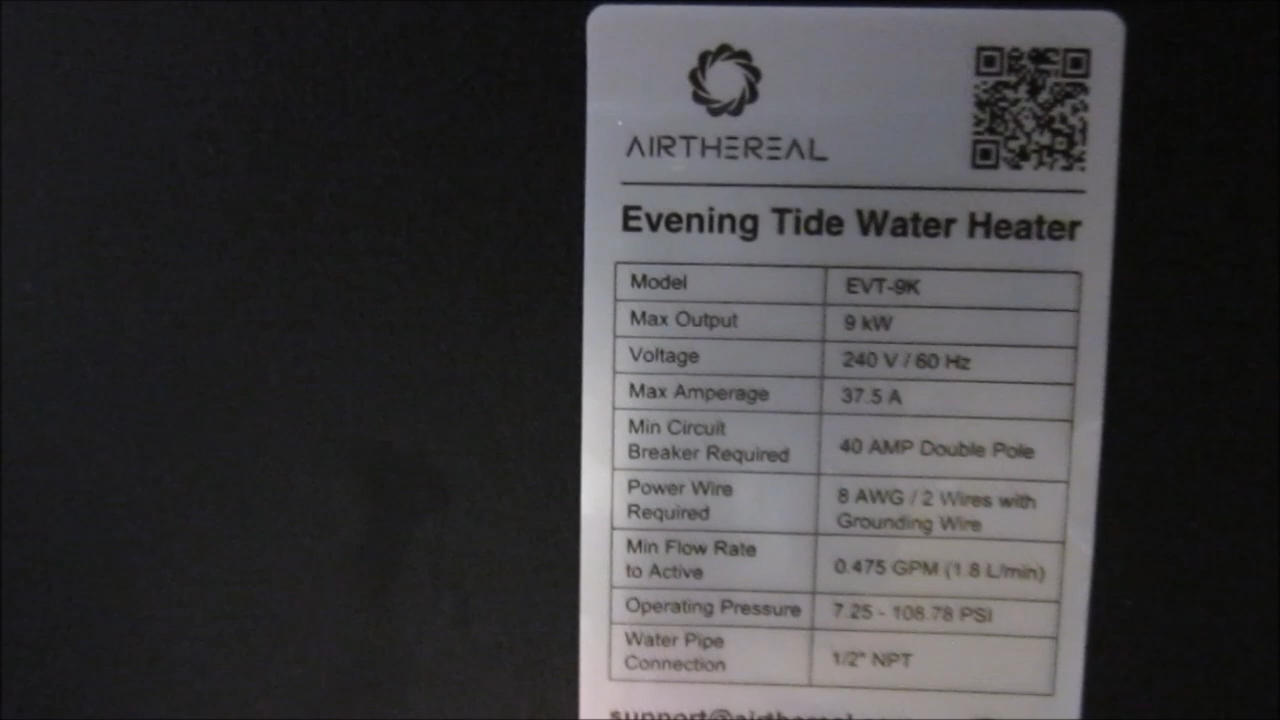 AIRTHEREAL
Evening Tide Water Heater
Model EVT-9K
Max Output 9 kW
Voltage 240 V / 60 Hz
Max Amperage 37.5 A
Min Circuit
Breaker Required 40 AMP Double Pole
Power Wire
Required 8 AWG / 2 Wires with
Grounding Wire
Min Flow Rate
to Active 0.475 GPM (1.8 L/min)
Operating Pressure 7.25 - 108.78 PSI
Water Pipe
Connection 1/2" NPT